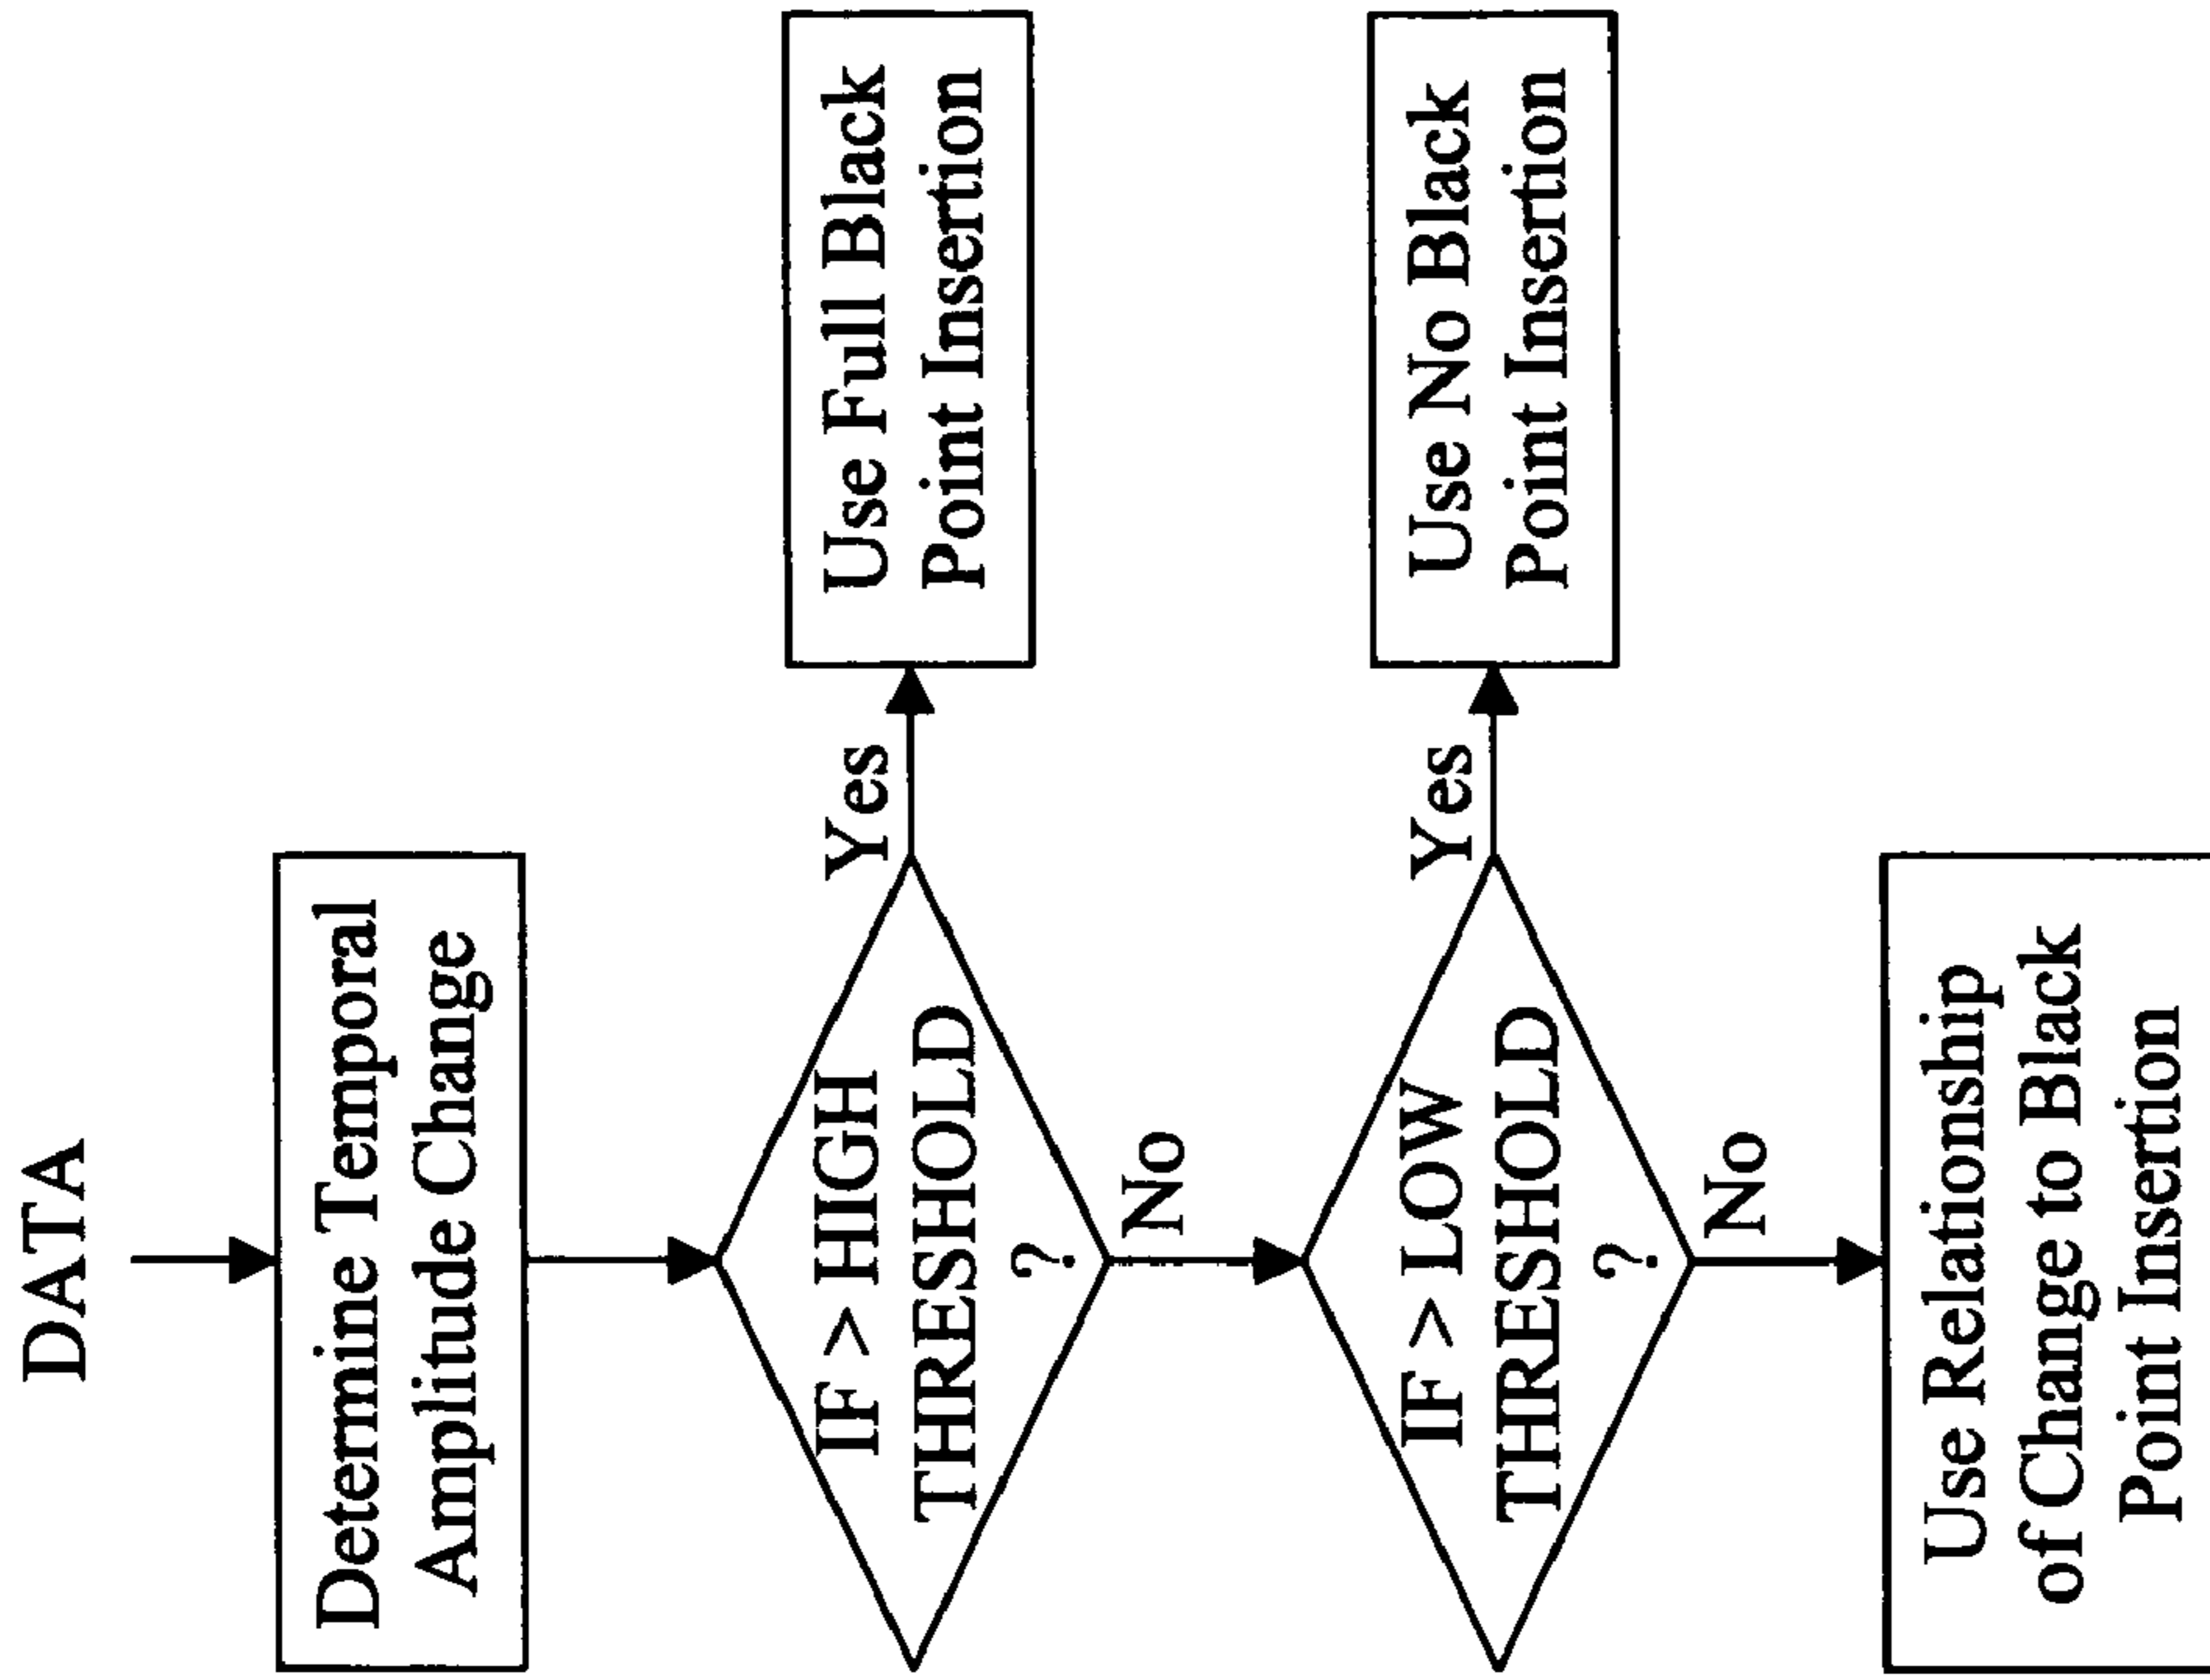 DATA
Determine Temporal
Amplitude Change
IF > HIGH
THRESHOLD
?
Yes
Use Full Black
Point Insertion
No
IF > LOW
THRESHOLD
?
Yes
Use No Black
Point Insertion
No
Use Relationship
of Change to Black
Point Insertion